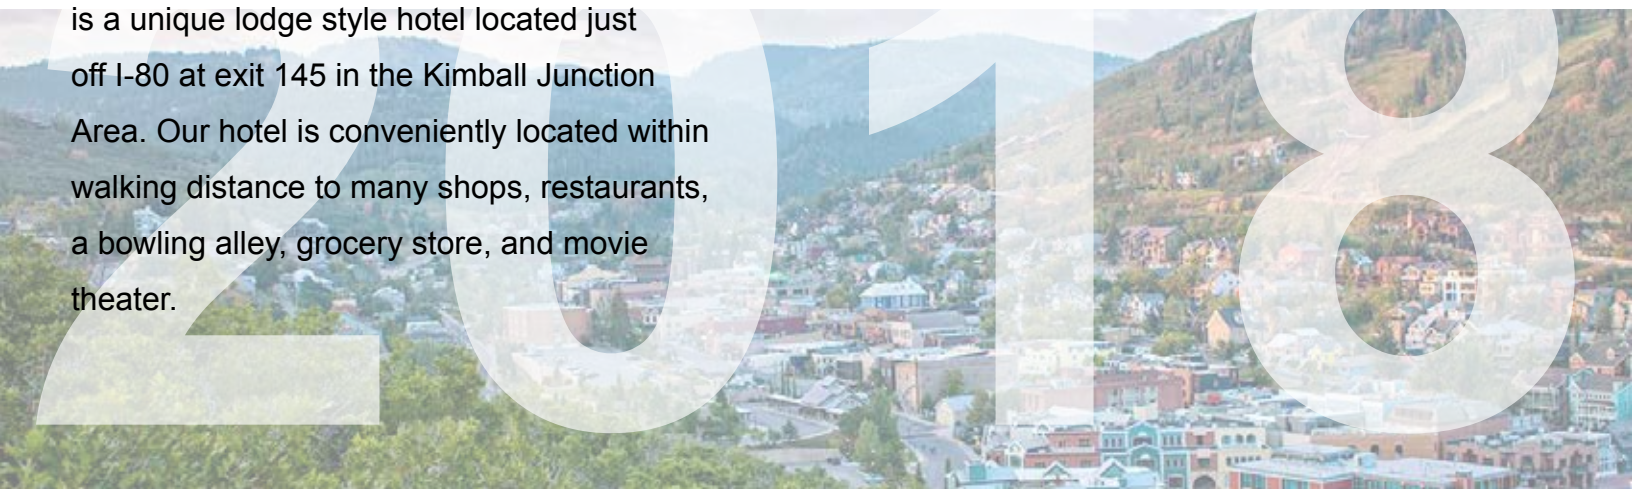 is a unique lodge style hotel located just
off I-80 at exit 145 in the Kimball Junction
Area. Our hotel is conveniently located within
walking distance to many shops, restaurants,
a bowling alley, grocery store, and movie
theater.
2018